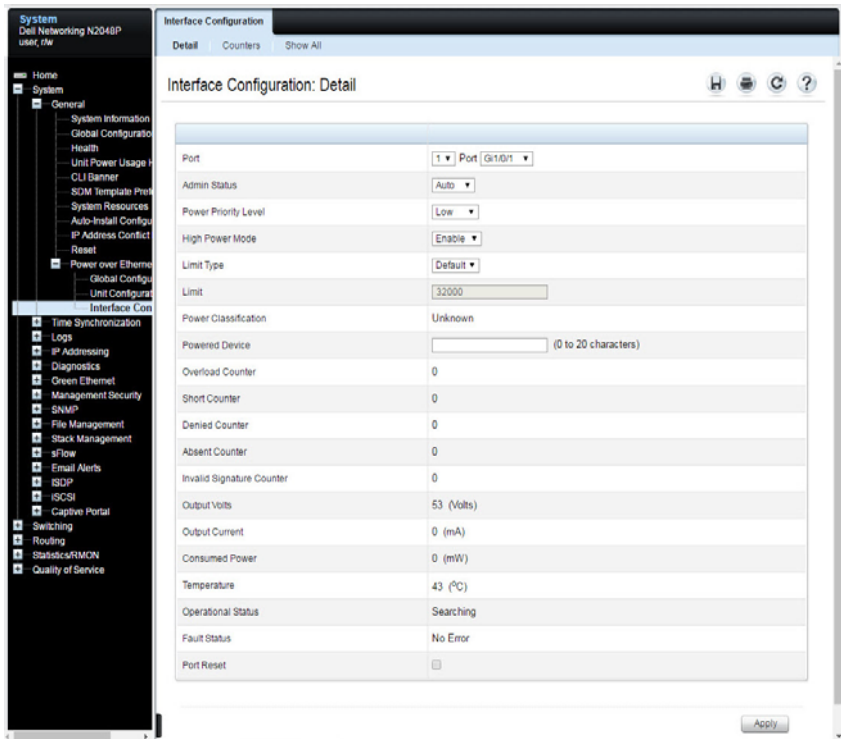 System
Dell Networking N2048P
user, r/w
Interface Configuration
Detail Counters Show All
Home
System
General
System Information
Global Configuratio
Health
Unit Power Usage H
CLI Banner
SDM Template Pref
System Resources
Auto-Install Configu
IP Address Conflict
Reset
Power over Etherne
Global Configu
Unit Configurat
Interface Con
Time Synchronization
Logs
IP Addressing
Diagnostics
Green Ethernet
Management Security
SNMP
File Management
Stack Management
sFlow
Email Alerts
ISDP
iSCSI
Captive Portal
Switching
Routing
Statistics/RMON
Quality of Service
Interface Configuration: Detail
Port 1 Port Gi1/0/1
Admin Status Auto
Power Priority Level Low
High Power Mode Enable
Limit Type Default
Limit 32000
Power Classification Unknown
Powered Device (0 to 20 characters)
Overload Counter 0
Short Counter 0
Denied Counter 0
Absent Counter 0
Invalid Signature Counter 0
Output Volts 53 (Volts)
Output Current 0 (mA)
Consumed Power 0 (mW)
Temperature 43 (⁰C)
Operational Status Searching
Fault Status No Error
Port Reset
Apply